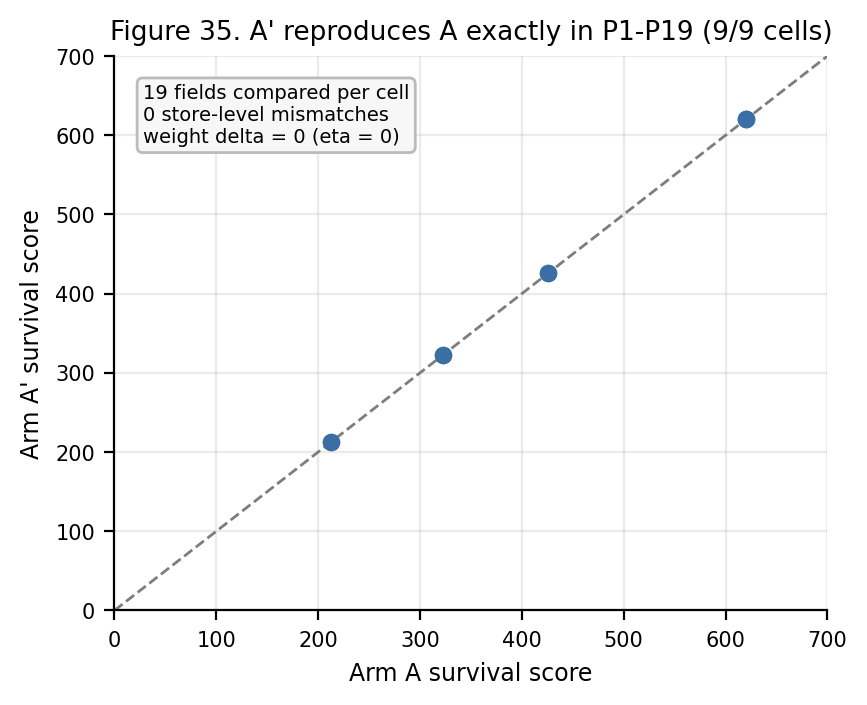 Figure 35. A' reproduces A exactly in P1-P19 (9/9 cells)
700
600
500
400
300
200
100
0
19 fields compared per cell
0 store-level mismatches
weight delta = 0 (eta = 0)
Arm A' survival score
0 100 200 300 400 500 600 700
Arm A survival score